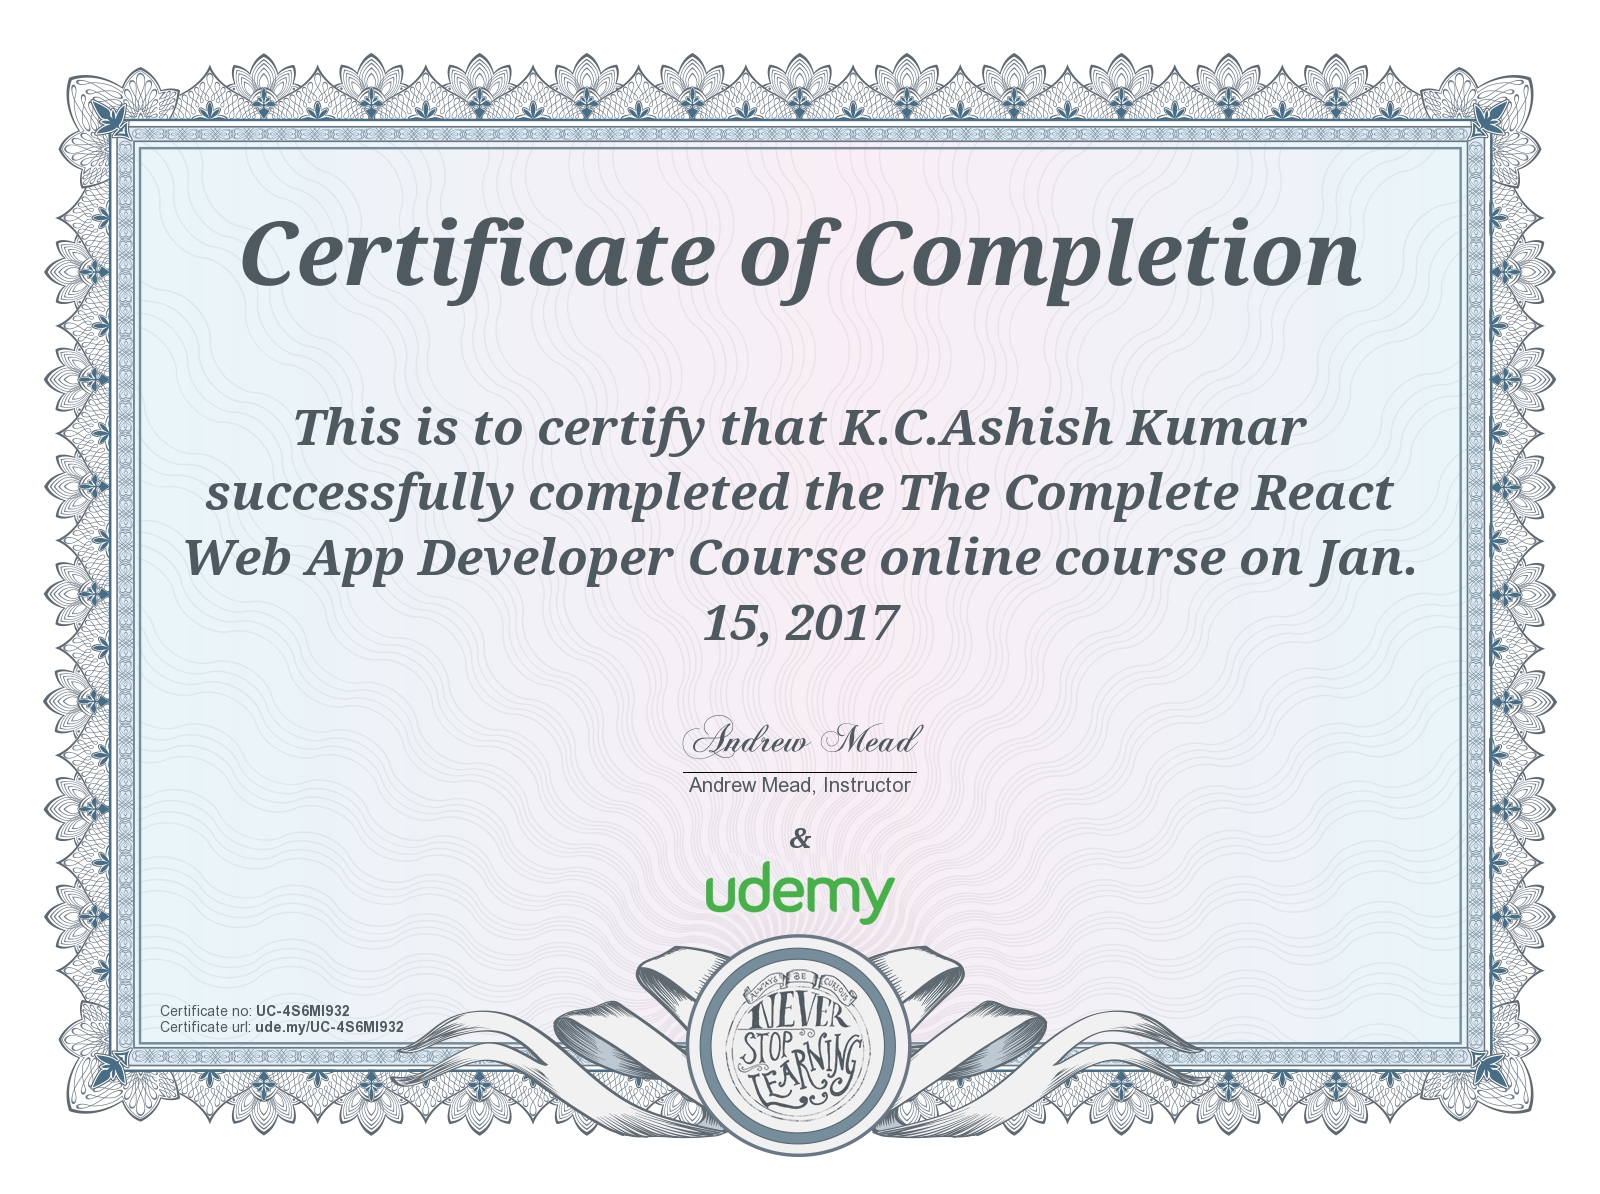 Certificate of Completion
This is to certify that K.C.Ashish Kumar
successfully completed the The Complete React
Web App Developer Course online course on Jan.
15, 2017
Andrew Mead
Andrew Mead, Instructor
&
udemy
Certificate no: UC-4S6MI932
Certificate url: ude.my/UC-4S6MI932
ALWAYS BE CURIOUS
NEVER
STOP
LEARNING